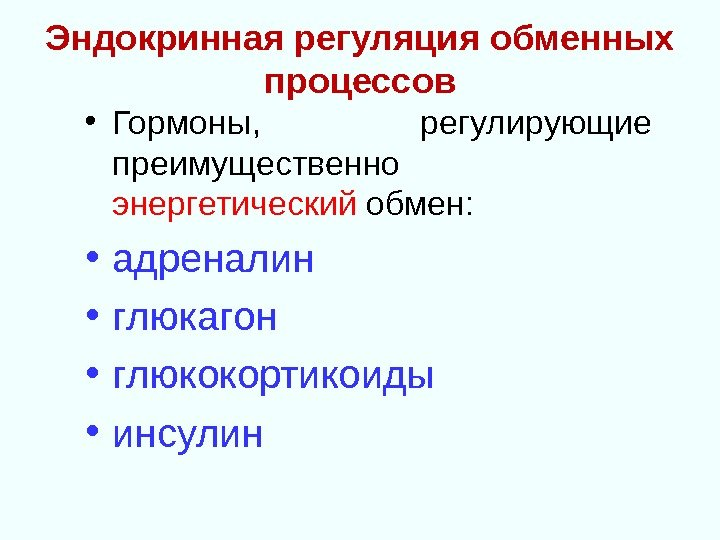 Эндокринная регуляция обменных
процессов
• Гормоны, регулирующие
преимущественно
энергетический обмен:
• адреналин
• глюкагон
• глюкокортикоиды
• инсулин